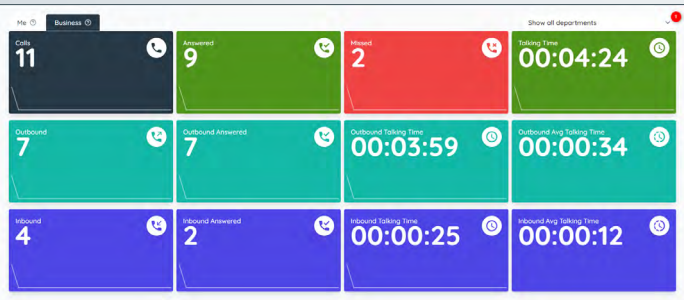 Me Business Show all departments 1
Calls Answered Missed Talking Time
11 9 2 00:04:24
Outbound Outbound Answered Outbound Talking Time Outbound Avg Talking Time
7 7 00:03:59 00:00:34
Inbound Inbound Answered Inbound Talking Time Inbound Avg Talking Time
4 2 00:00:25 00:00:12